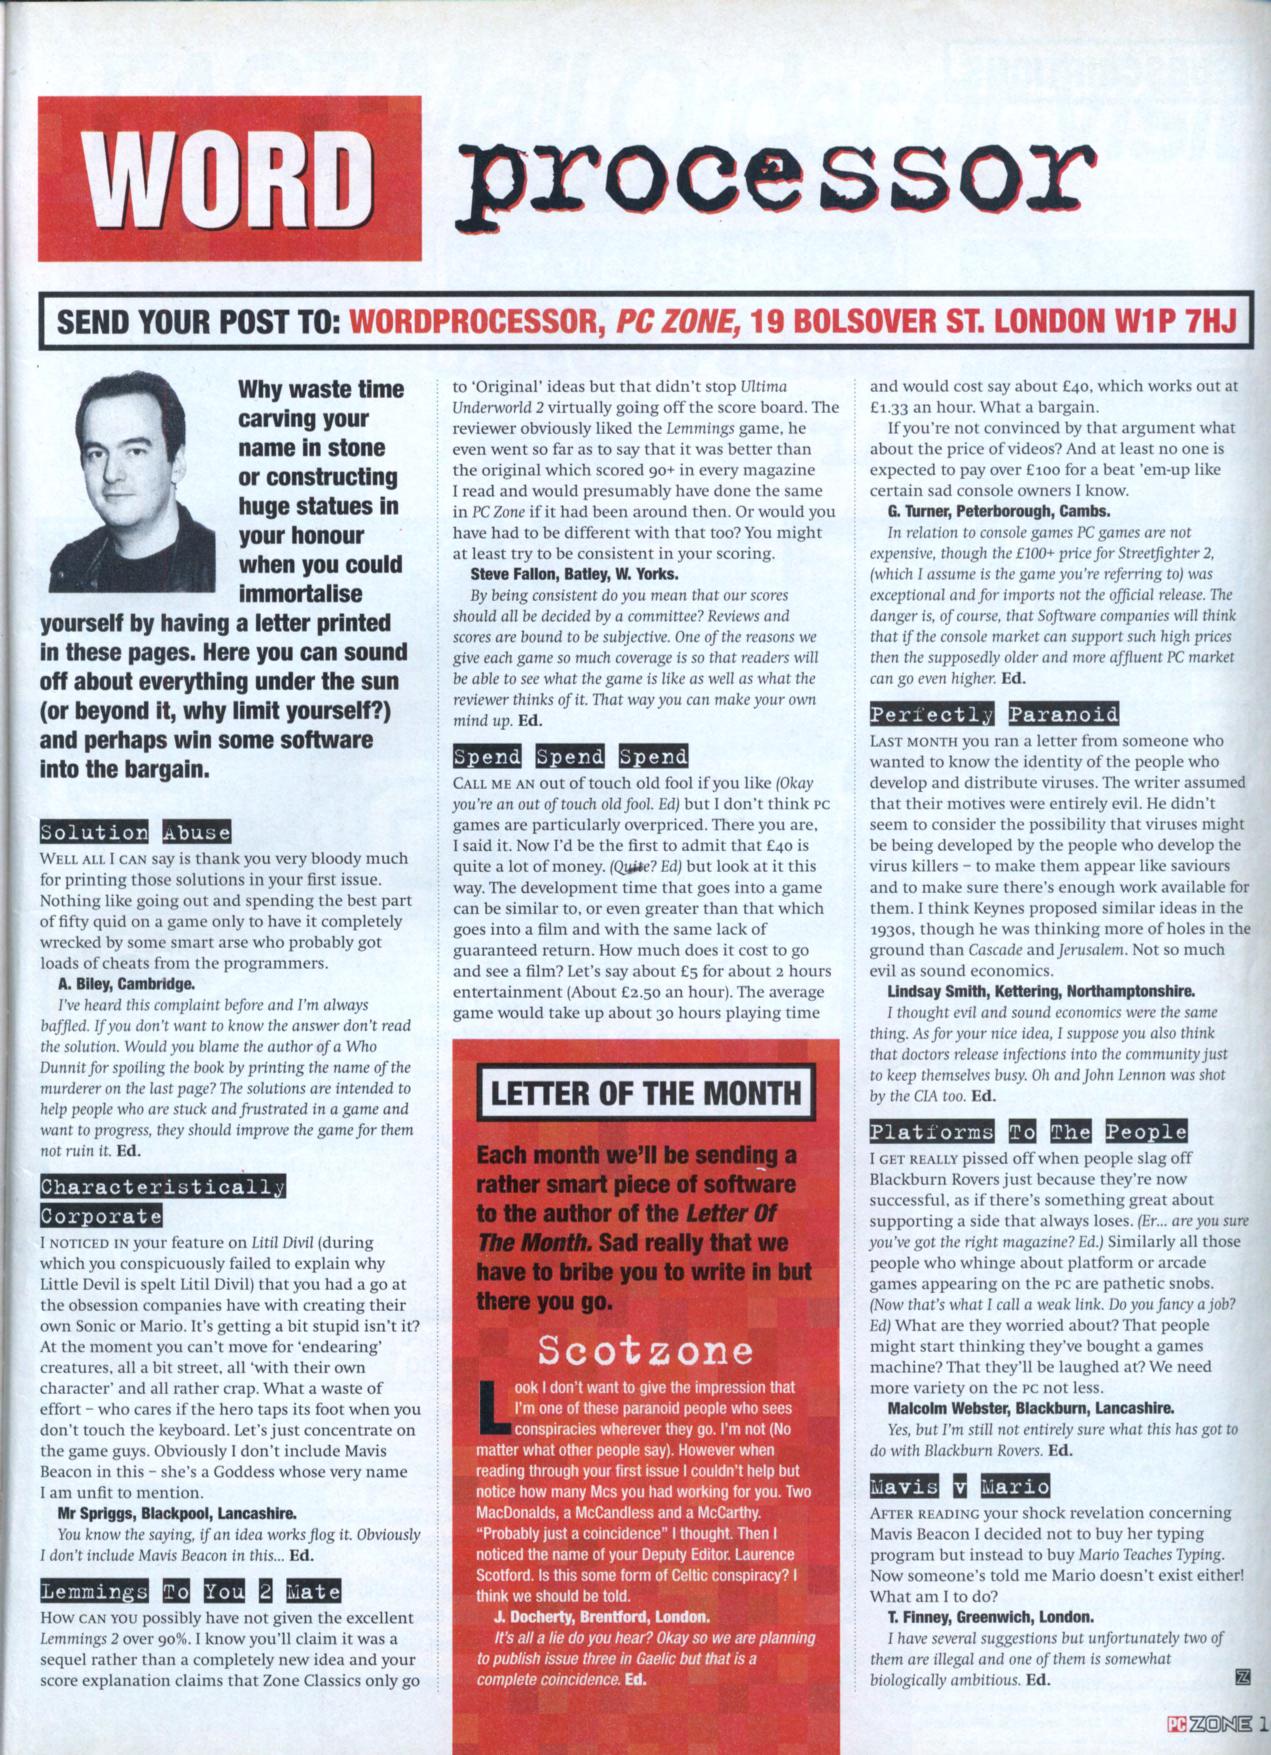 WORD processor
SEND YOUR POST TO: WORDPROCESSOR, PC ZONE, 19 BOLSOVER ST. LONDON W1P 7HJ
Why waste time
carving your
name in stone
or constructing
huge statues in
your honour
when you could
immortalise
yourself by having a letter printed
in these pages. Here you can sound
off about everything under the sun
(or beyond it, why limit yourself?)
and perhaps win some software
into the bargain.
Solution Abuse
WELL ALL I CAN say is thank you very bloody much
for printing those solutions in your first issue.
Nothing like going out and spending the best part
of fifty quid on a game only to have it completely
wrecked by some smart arse who probably got
loads of cheats from the programmers.
A. Biley, Cambridge.
I've heard this complaint before and I'm always
baffled. If you don't want to know the answer don't read
the solution. Would you blame the author of a Who
Dunnit for spoiling the book by printing the name of the
murderer on the last page? The solutions are intended to
help people who are stuck and frustrated in a game and
want to progress, they should improve the game for them
not ruin it. Ed.
Characteristically
Corporate
I NOTICED IN your feature on Litil Divil (during
which you conspicuously failed to explain why
Little Devil is spelt Litil Divil) that you had a go at
the obsession companies have with creating their
own Sonic or Mario. It's getting a bit stupid isn't it?
At the moment you can't move for 'endearing'
creatures, all a bit street, all 'with their own
character' and all rather crap. What a waste of
effort – who cares if the hero taps its foot when you
don't touch the keyboard. Let's just concentrate on
the game guys. Obviously I don't include Mavis
Beacon in this – she's a Goddess whose very name
I am unfit to mention.
Mr Spriggs, Blackpool, Lancashire.
You know the saying, if an idea works flog it. Obviously
I don't include Mavis Beacon in this... Ed.
Lemmings To You 2 Mate
HOW CAN YOU possibly have not given the excellent
Lemmings 2 over 90%. I know you'll claim it was a
sequel rather than a completely new idea and your
score explanation claims that Zone Classics only go
to 'Original' ideas but that didn't stop Ultima
Underworld 2 virtually going off the score board. The
reviewer obviously liked the Lemmings game, he
even went so far as to say that it was better than
the original which scored 90+ in every magazine
I read and would presumably have done the same
in PC Zone if it had been around then. Or would you
have had to be different with that too? You might
at least try to be consistent in your scoring.
Steve Fallon, Batley, W. Yorks.
By being consistent do you mean that our scores
should all be decided by a committee? Reviews and
scores are bound to be subjective. One of the reasons we
give each game so much coverage is so that readers will
be able to see what the game is like as well as what the
reviewer thinks of it. That way you can make your own
mind up. Ed.
Spend Spend Spend
CALL ME AN out of touch old fool if you like (Okay
you're an out of touch old fool. Ed) but I don't think PC
games are particularly overpriced. There you are,
I said it. Now I'd be the first to admit that £40 is
quite a lot of money. (Quite? Ed) but look at it this
way. The development time that goes into a game
can be similar to, or even greater than that which
goes into a film and with the same lack of
guaranteed return. How much does it cost to go
and see a film? Let's say about £5 for about 2 hours
entertainment (About £2.50 an hour). The average
game would take up about 30 hours playing time
LETTER OF THE MONTH
Each month we'll be sending a
rather smart piece of software
to the author of the Letter Of
The Month. Sad really that we
have to bribe you to write in but
there you go.
Scotzone
Look I don't want to give the impression that
I'm one of these paranoid people who sees
conspiracies wherever they go. I'm not (No
matter what other people say). However when
reading through your first issue I couldn't help but
notice how many Mcs you had working for you. Two
MacDonalds, a McCandless and a McCarthy.
"Probably just a coincidence" I thought. Then I
noticed the name of your Deputy Editor. Laurence
Scotford. Is this some form of Celtic conspiracy? I
think we should be told.
J. Docherty, Brentford, London.
It's all a lie do you hear? Okay so we are planning
to publish issue three in Gaelic but that is a
complete coincidence. Ed.
and would cost say about £40, which works out at
£1.33 an hour. What a bargain.
If you're not convinced by that argument what
about the price of videos? And at least no one is
expected to pay over £100 for a beat 'em-up like
certain sad console owners I know.
G. Turner, Peterborough, Cambs.
In relation to console games PC games are not
expensive, though the £100+ price for Streetfighter 2,
(which I assume is the game you're referring to) was
exceptional and for imports not the official release. The
danger is, of course, that Software companies will think
that if the console market can support such high prices
then the supposedly older and more affluent PC market
can go even higher. Ed.
Perfectly Paranoid
LAST MONTH you ran a letter from someone who
wanted to know the identity of the people who
develop and distribute viruses. The writer assumed
that their motives were entirely evil. He didn't
seem to consider the possibility that viruses might
be being developed by the people who develop the
virus killers – to make them appear like saviours
and to make sure there's enough work available for
them. I think Keynes proposed similar ideas in the
1930s, though he was thinking more of holes in the
ground than Cascade and Jerusalem. Not so much
evil as sound economics.
Lindsay Smith, Kettering, Northamptonshire.
I thought evil and sound economics were the same
thing. As for your nice idea, I suppose you also think
that doctors release infections into the community just
to keep themselves busy. Oh and John Lennon was shot
by the CIA too. Ed.
Platforms To The People
I GET REALLY pissed off when people slag off
Blackburn Rovers just because they're now
successful, as if there's something great about
supporting a side that always loses. (Er... are you sure
you've got the right magazine? Ed.) Similarly all those
people who whinge about platform or arcade
games appearing on the PC are pathetic snobs.
(Now that's what I call a weak link. Do you fancy a job?
Ed) What are they worried about? That people
might start thinking they've bought a games
machine? That they'll be laughed at? We need
more variety on the PC not less.
Malcolm Webster, Blackburn, Lancashire.
Yes, but I'm still not entirely sure what this has got to
do with Blackburn Rovers. Ed.
Mavis v Mario
AFTER READING your shock revelation concerning
Mavis Beacon I decided not to buy her typing
program but instead to buy Mario Teaches Typing.
Now someone's told me Mario doesn't exist either!
What am I to do?
T. Finney, Greenwich, London.
I have several suggestions but unfortunately two of
them are illegal and one of them is somewhat
biologically ambitious. Ed.
Z
PC ZONE 1